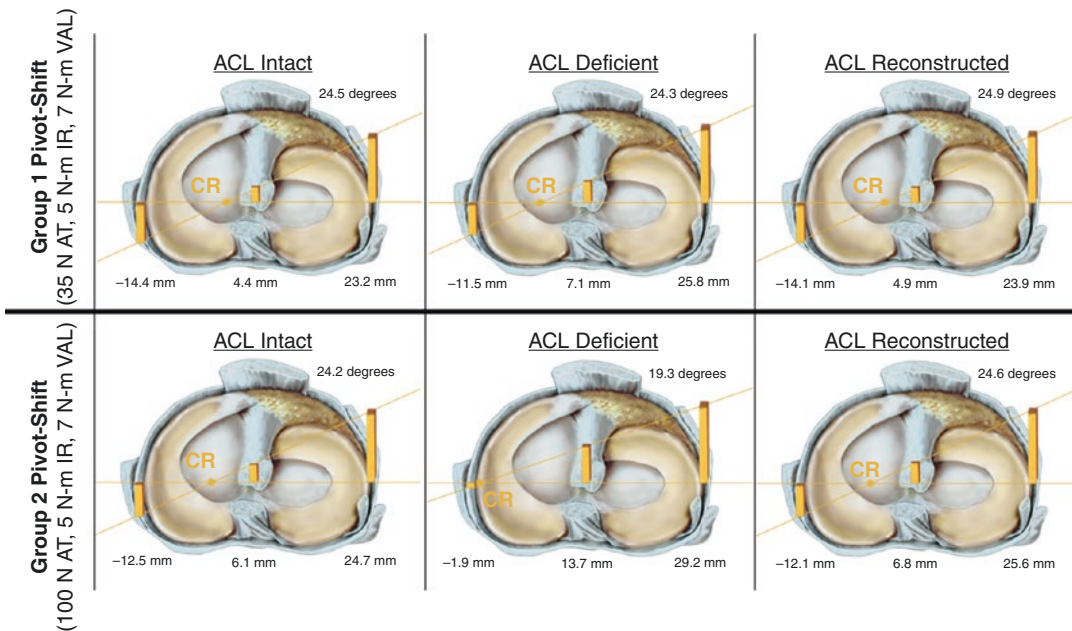 Group 1 Pivot-Shift
(35 N AT, 5 N-m IR, 7 N-m VAL)
ACL Intact
24.5 degrees
CR
–14.4 mm 4.4 mm 23.2 mm
ACL Deficient
24.3 degrees
CR
–11.5 mm 7.1 mm 25.8 mm
ACL Reconstructed
24.9 degrees
CR
–14.1 mm 4.9 mm 23.9 mm
Group 2 Pivot-Shift
(100 N AT, 5 N-m IR, 7 N-m VAL)
ACL Intact
24.2 degrees
CR
–12.5 mm 6.1 mm 24.7 mm
ACL Deficient
19.3 degrees
CR
–1.9 mm 13.7 mm 29.2 mm
ACL Reconstructed
24.6 degrees
CR
–12.1 mm 6.8 mm 25.6 mm